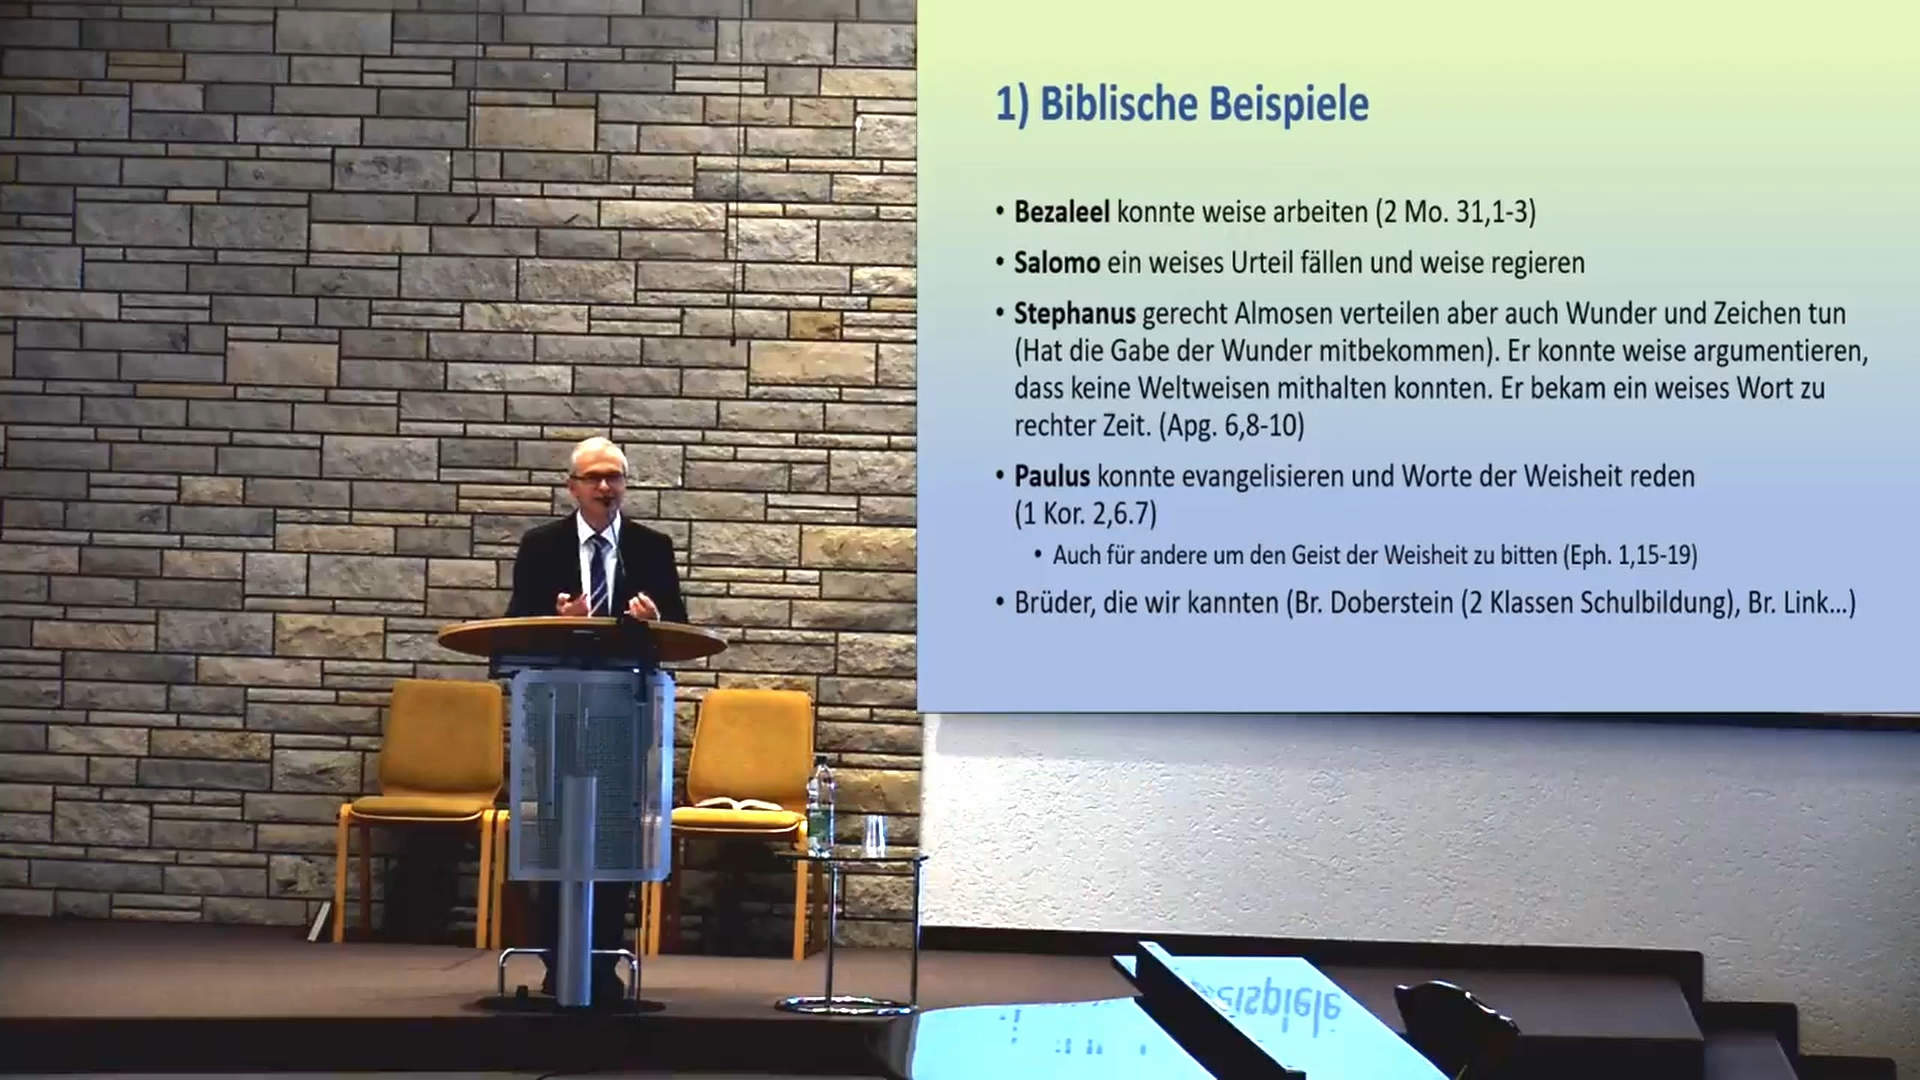 1) Biblische Beispiele
• Bezaleel konnte weise arbeiten (2 Mo. 31,1-3)
• Salomo ein weises Urteil fällen und weise regieren
• Stephanus gerecht Almosen verteilen aber auch Wunder und Zeichen tun
(Hat die Gabe der Wunder mitbekommen). Er konnte weise argumentieren,
dass keine Weltweisen mithalten konnten. Er bekam ein weises Wort zu
rechter Zeit. (Apg. 6,8-10)
• Paulus konnte evangelisieren und Worte der Weisheit reden
(1 Kor. 2,6.7)
• Auch für andere um den Geist der Weisheit zu bitten (Eph. 1,15-19)
• Brüder, die wir kannten (Br. Doberstein (2 Klassen Schulbildung), Br. Link...)